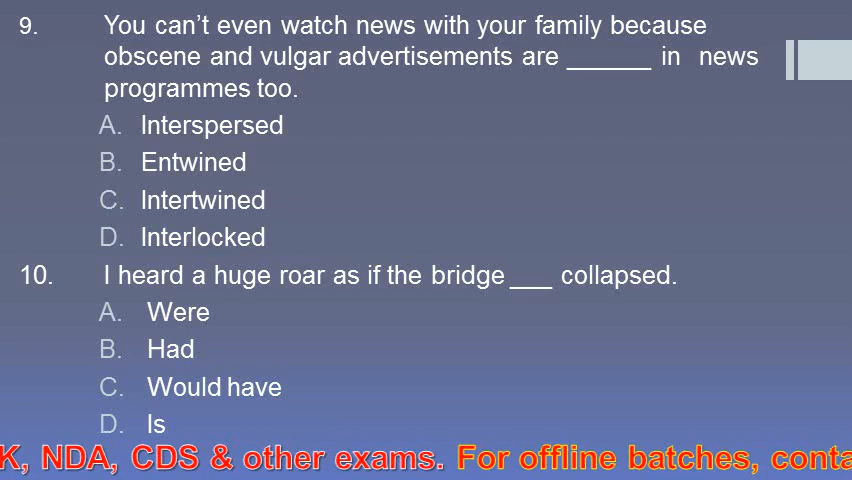 9. You can’t even watch news with your family because
obscene and vulgar advertisements are ______ in news
programmes too.
A. Interspersed
B. Entwined
C. Intertwined
D. Interlocked
10. I heard a huge roar as if the bridge ___ collapsed.
A. Were
B. Had
C. Would have
D. Is
K, NDA, CDS & other exams. For offline batches, conta